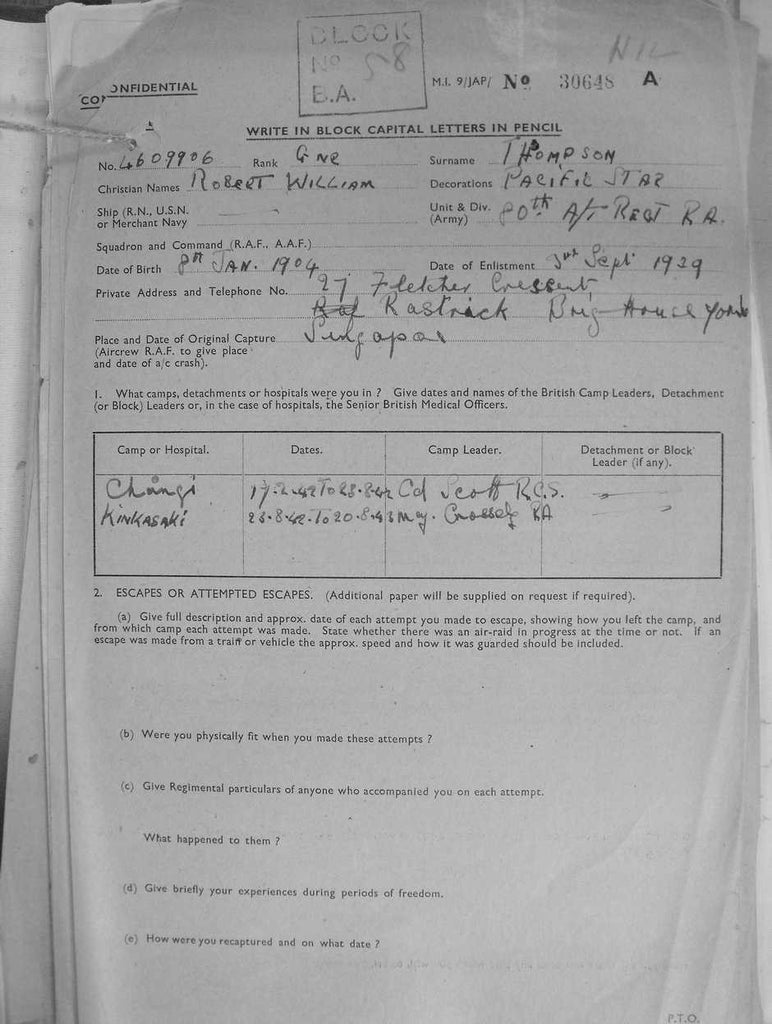 BLOCK
No 58
B.A.
NIL
CONFIDENTIAL
M.I. 9/JAP/ No 30648 A
WRITE IN BLOCK CAPITAL LETTERS IN PENCIL
No. 4609906 Rank GNR Surname THOMPSON
Christian Names ROBERT WILLIAM Decorations PACIFIC STAR
Ship (R.N., U.S.N. or Merchant Navy — Unit & Div. (Army) 80th A/T REGT RA.
Squadron and Command (R.A.F., A.A.F.)
Date of Birth 8TH JAN. 1904 Date of Enlistment 3rd Sept 1939
Private Address and Telephone No. 27 Fletcher Cressent,
Rastrick Brig-House Yorks
Place and Date of Original Capture Singapor
(Aircrew R.A.F. to give place
and date of a/c crash).
1. What camps, detachments or hospitals were you in ? Give dates and names of the British Camp Leaders, Detachment
(or Block) Leaders or, in the case of hospitals, the Senior British Medical Officers.
Camp or Hospital. Dates. Camp Leader. Detachment or Block
Leader (if any).
Changi 17-2-42 To 28-8-42 Scott R.C.S. —
KINKASAKI 28-8-42 To 20-8-43 Maj. Crossley RA —
2. ESCAPES OR ATTEMPTED ESCAPES. (Additional paper will be supplied on request if required).
(a) Give full description and approx. date of each attempt you made to escape, showing how you left the camp, and
from which camp each attempt was made. State whether there was an air-raid in progress at the time or not. If an
escape was made from a train or vehicle the approx. speed and how it was guarded should be included.
(b) Were you physically fit when you made these attempts ?
(c) Give Regimental particulars of anyone who accompanied you on each attempt.
What happened to them ?
(d) Give briefly your experiences during periods of freedom.
(e) How were you recaptured and on what date ?
P.T.O.